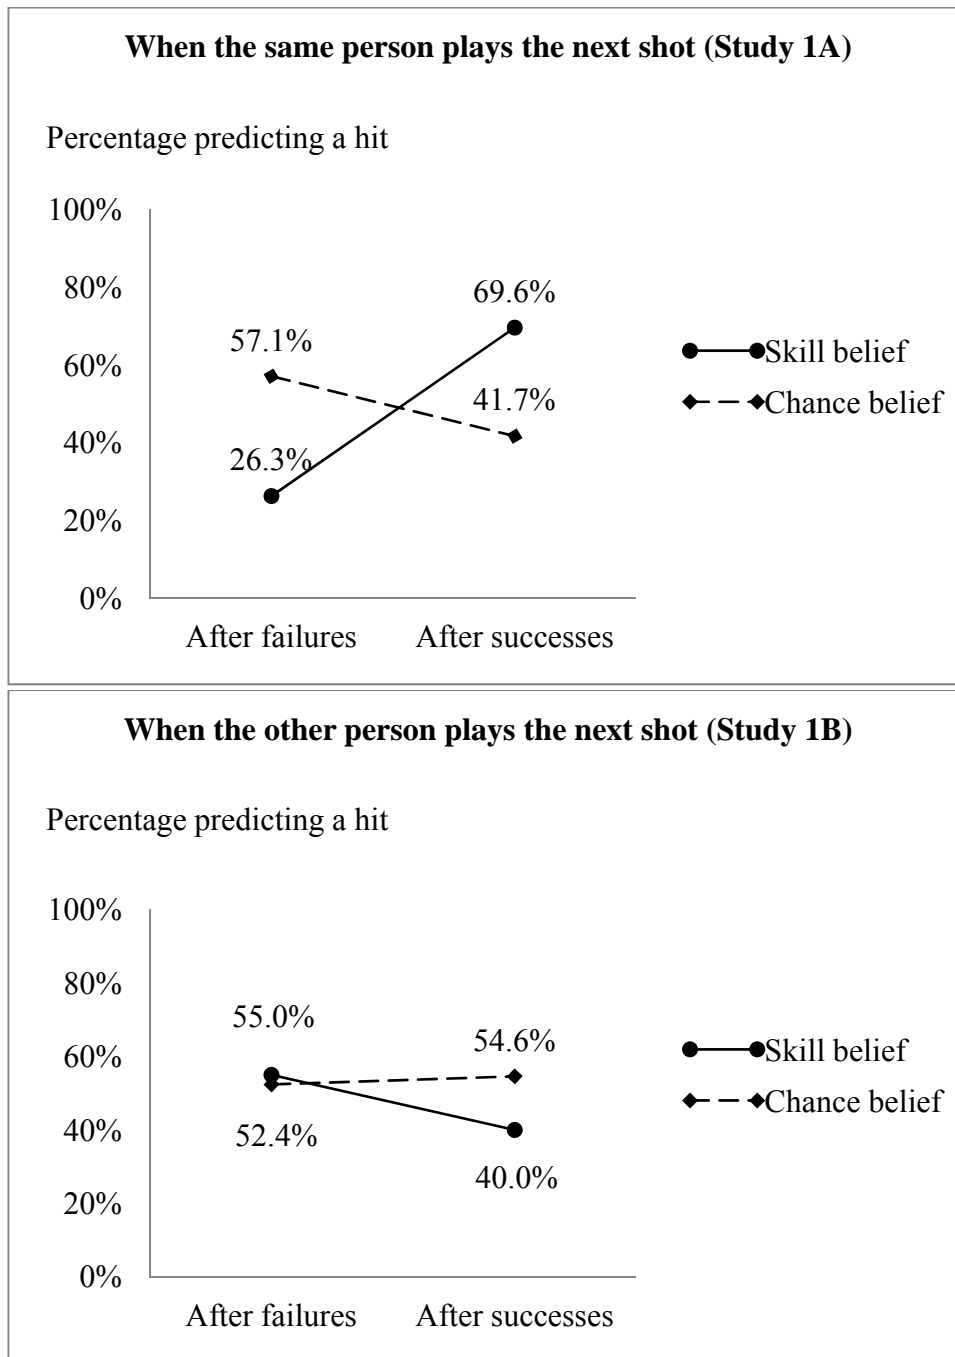 When the same person plays the next shot (Study 1A)
Percentage predicting a hit
100%
80%
60%
40%
20%
0%
57.1%
26.3%
69.6%
41.7%
Skill belief
Chance belief
After failures After successes
When the other person plays the next shot (Study 1B)
Percentage predicting a hit
100%
80%
60%
40%
20%
0%
55.0%
52.4%
54.6%
40.0%
Skill belief
Chance belief
After failures After successes